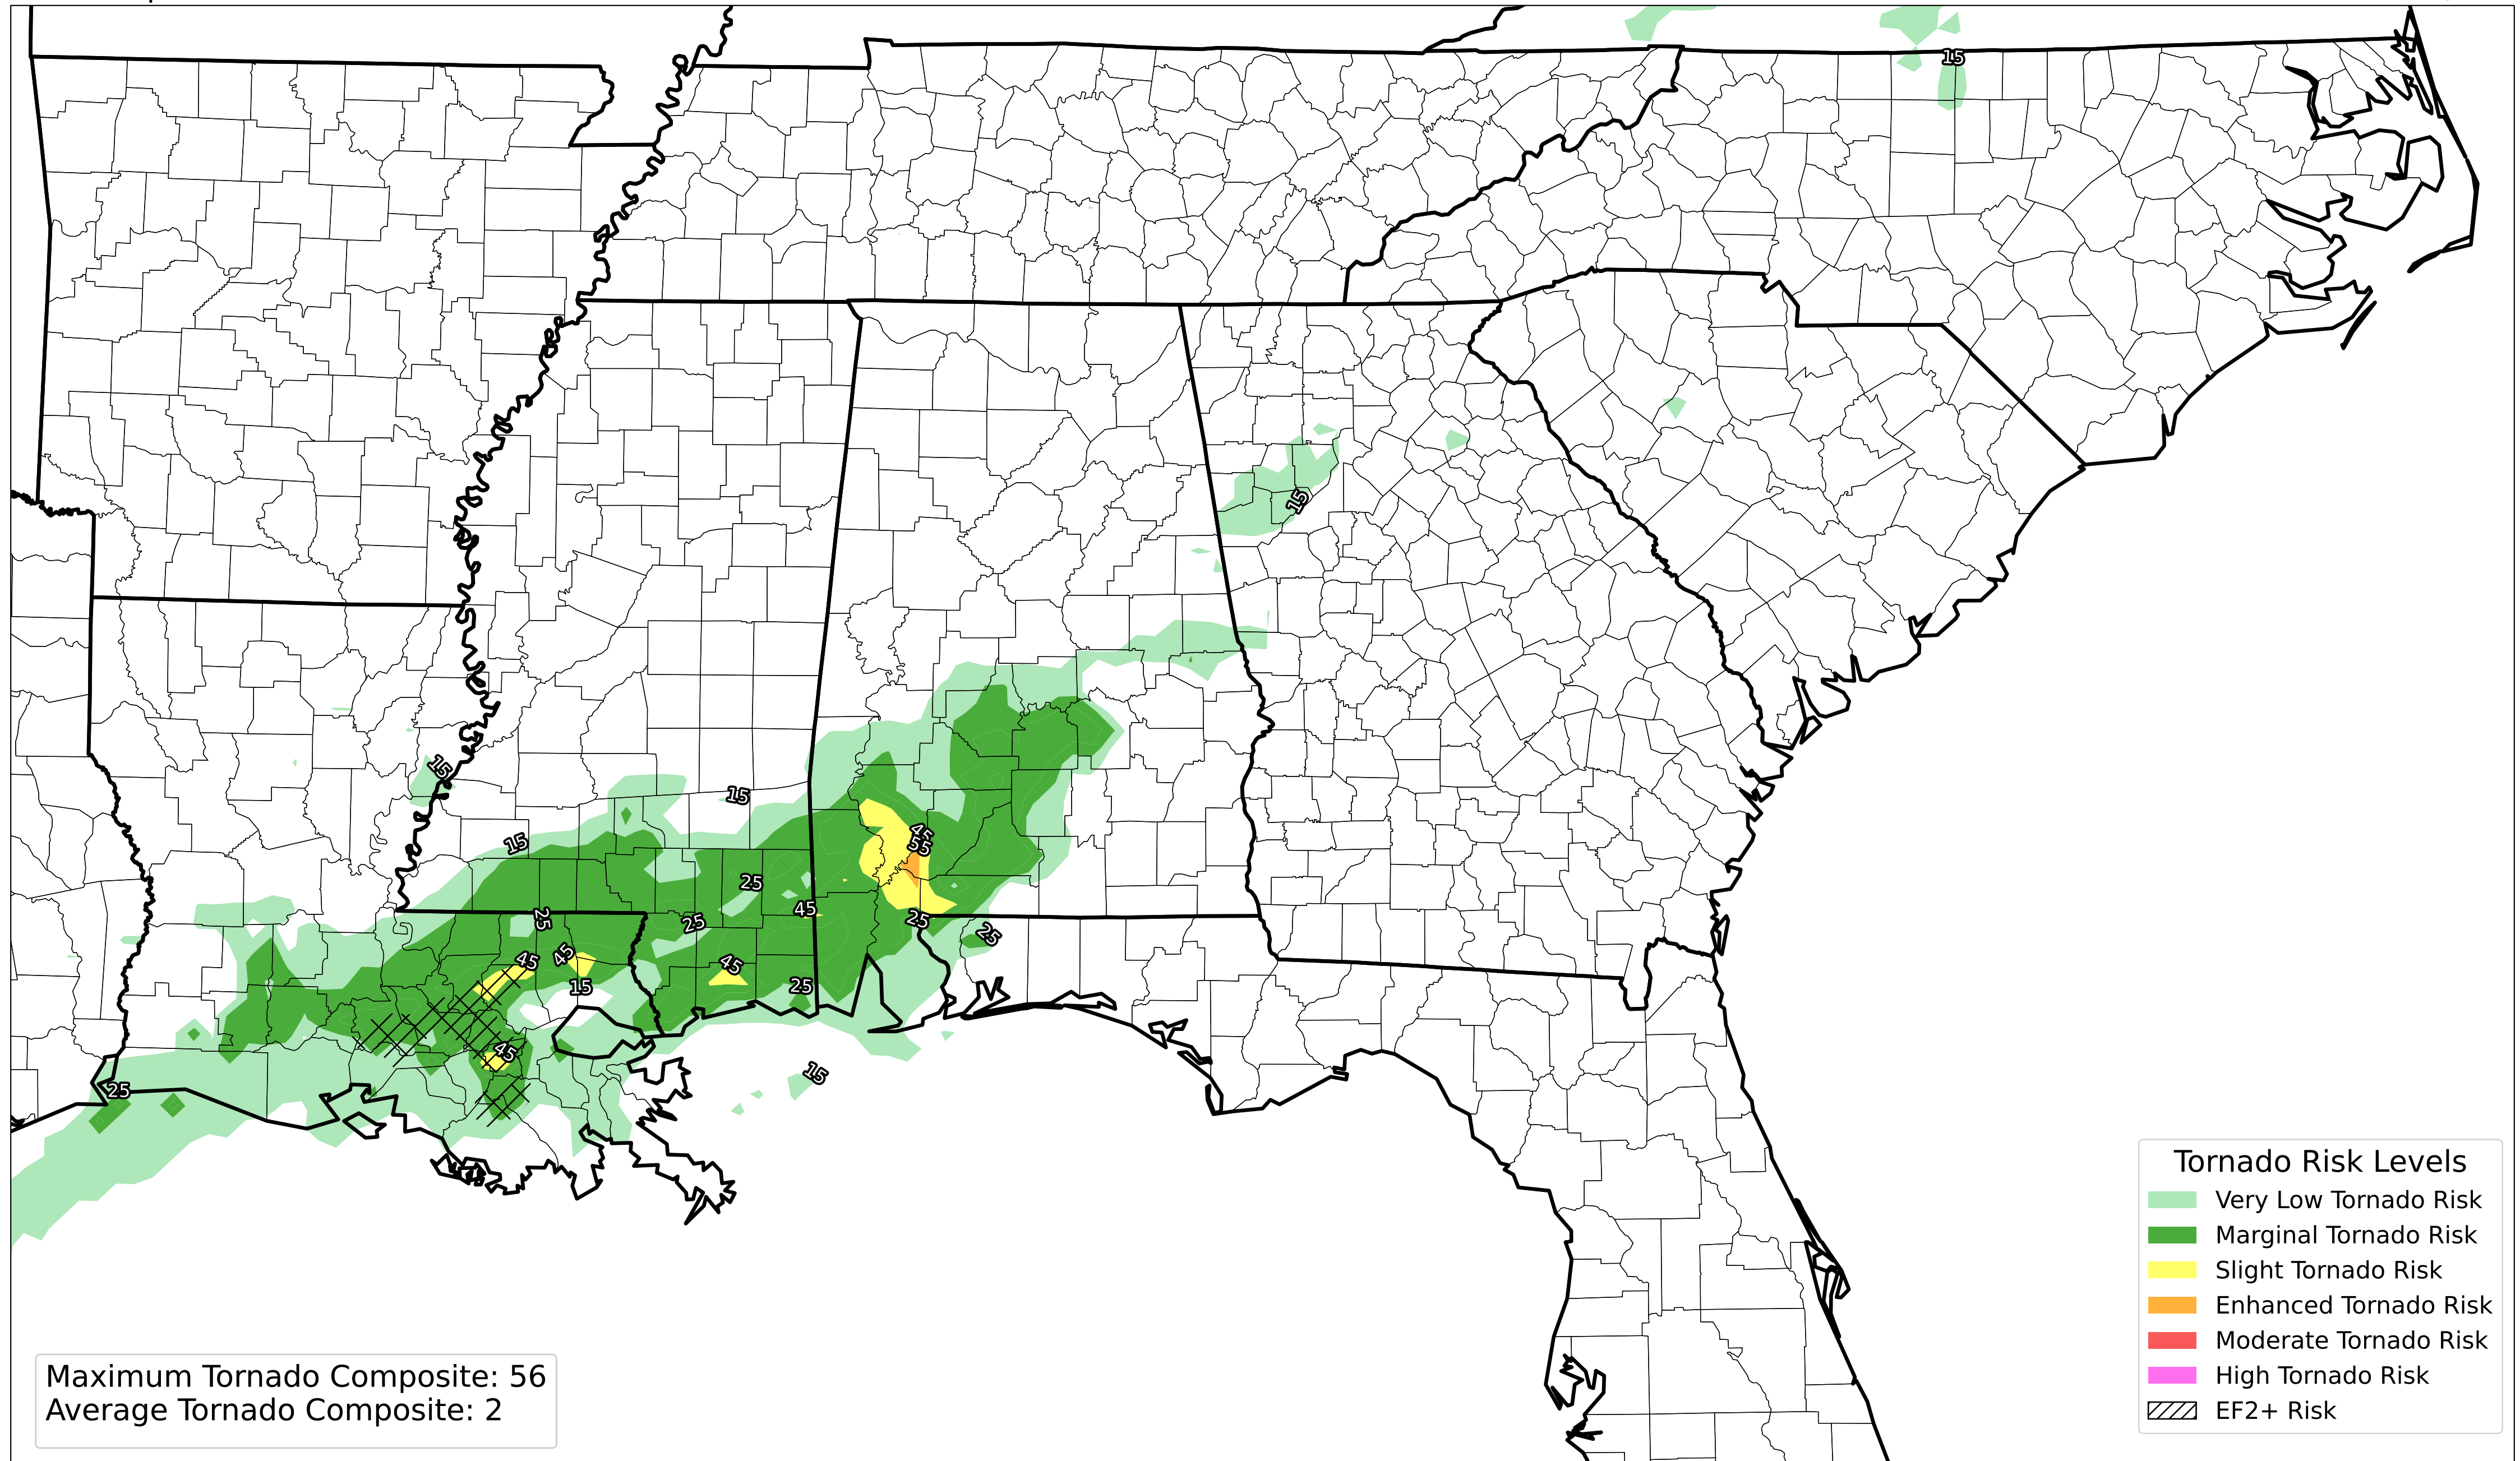 15
15
15
15
15
45
55
25
45
25
25
25
25
45
45
45
15
25
45
15
25
Tornado Risk Levels
Very Low Tornado Risk
Marginal Tornado Risk
Slight Tornado Risk
Enhanced Tornado Risk
Moderate Tornado Risk
High Tornado Risk
EF2+ Risk
Maximum Tornado Composite: 56
Average Tornado Composite: 2